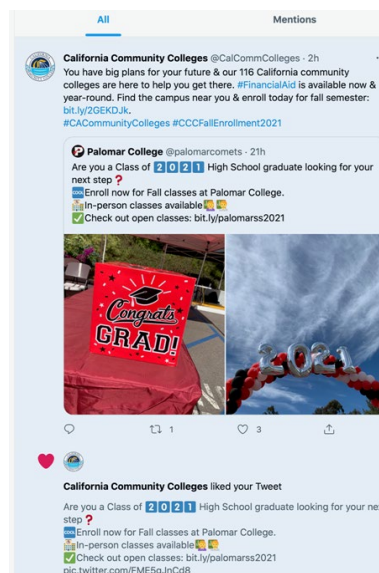 All Mentions
California Community Colleges @CalCommColleges · 2h
You have big plans for your future & our 116 California community
colleges are here to help you get there. #FinancialAid is available now &
year-round. Find the campus near you & enroll today for fall semester:
bit.ly/2GEKDJk.
#CACommunityColleges #CCCFallEnrollment2021
Palomar College @palomarcomets · 21h
Are you a Class of 2021 High School graduate looking for your
next step❓
🆒Enroll now for Fall classes at Palomar College.
🏫In-person classes available🙋🙋
✅Check out open classes: bit.ly/palomarss2021
Congrats
GRAD!
2021
1 3
California Community Colleges liked your Tweet
Are you a Class of 2021 High School graduate looking for your
step❓
🆒Enroll now for Fall classes at Palomar College.
🏫In-person classes available🙋🙋
✅Check out open classes: bit.ly/palomarss2021
pic.twitter.com/FME5qJnCd8